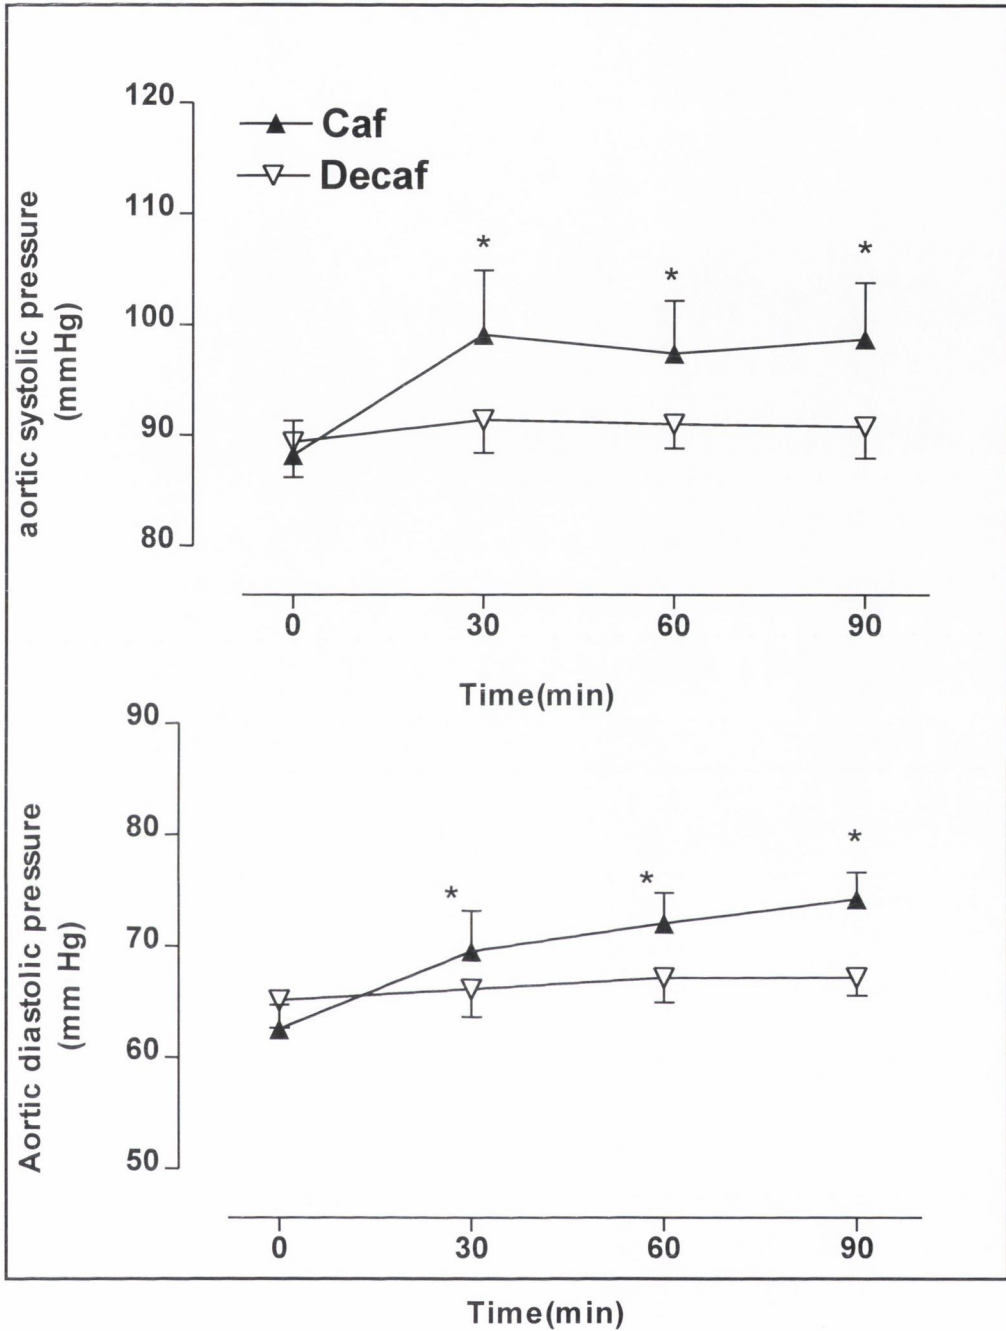 120
110
100
90
80
aortic systolic pressure
(mmHg)
Caf
Decaf
*
*
*
0 30 60 90
Time(min)
90
80
70
60
50
Aortic diastolic pressure
(mm Hg)
*
*
*
0 30 60 90
Time(min)